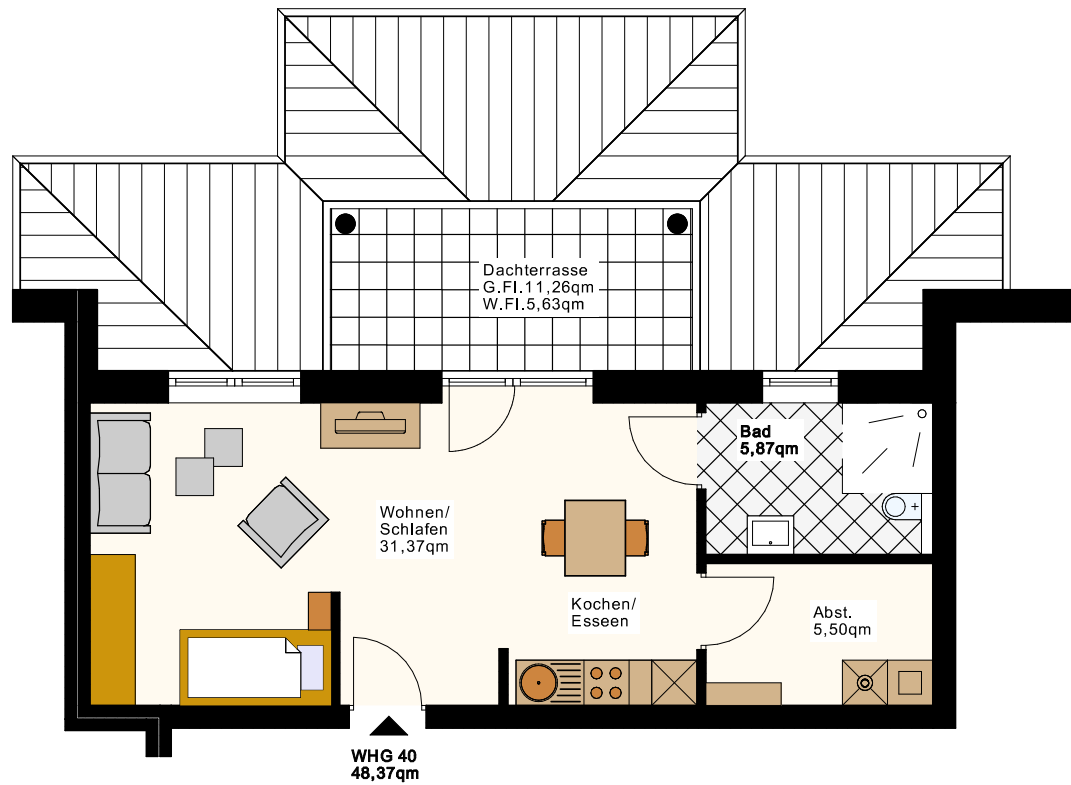 Dachterrasse
G.Fl.11,26qm
W.Fl.5,63qm
Bad
5,87qm
Wohnen/
Schlafen
31,37qm
Kochen/
Esseen
Abst.
5,50qm
WHG 40
48,37qm